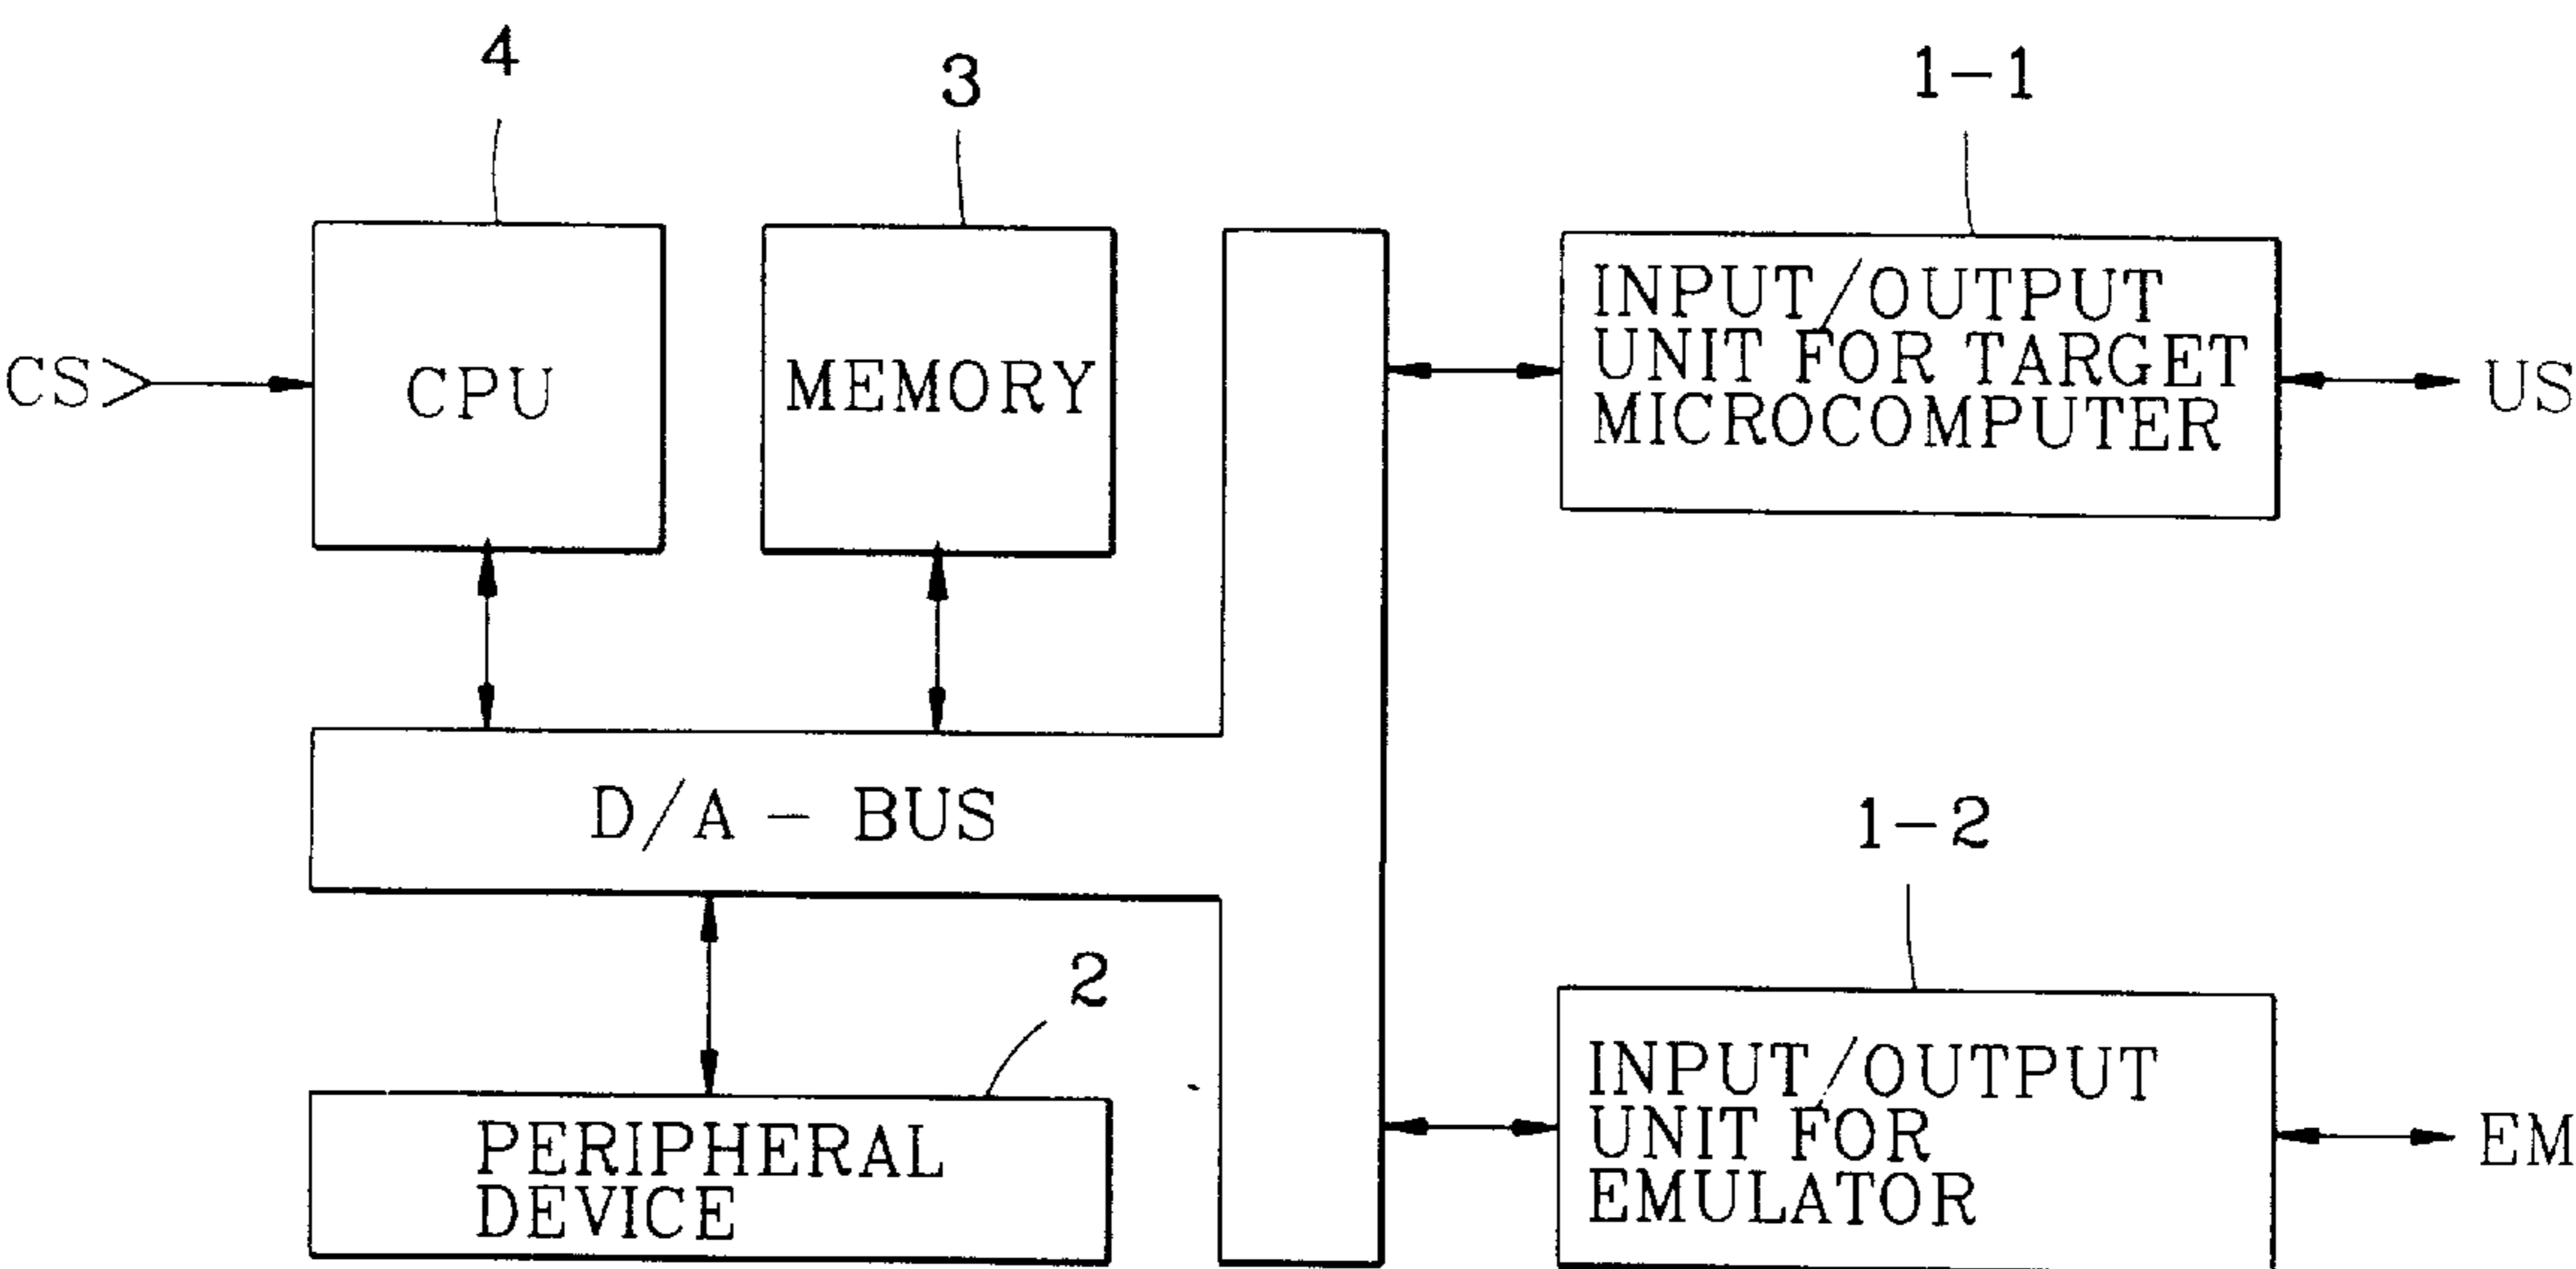 4
3
1-1
CS
CPU
MEMORY
INPUT/OUTPUT
UNIT FOR TARGET
MICROCOMPUTER
US
D/A - BUS
1-2
2
PERIPHERAL
DEVICE
INPUT/OUTPUT
UNIT FOR
EMULATOR
EM